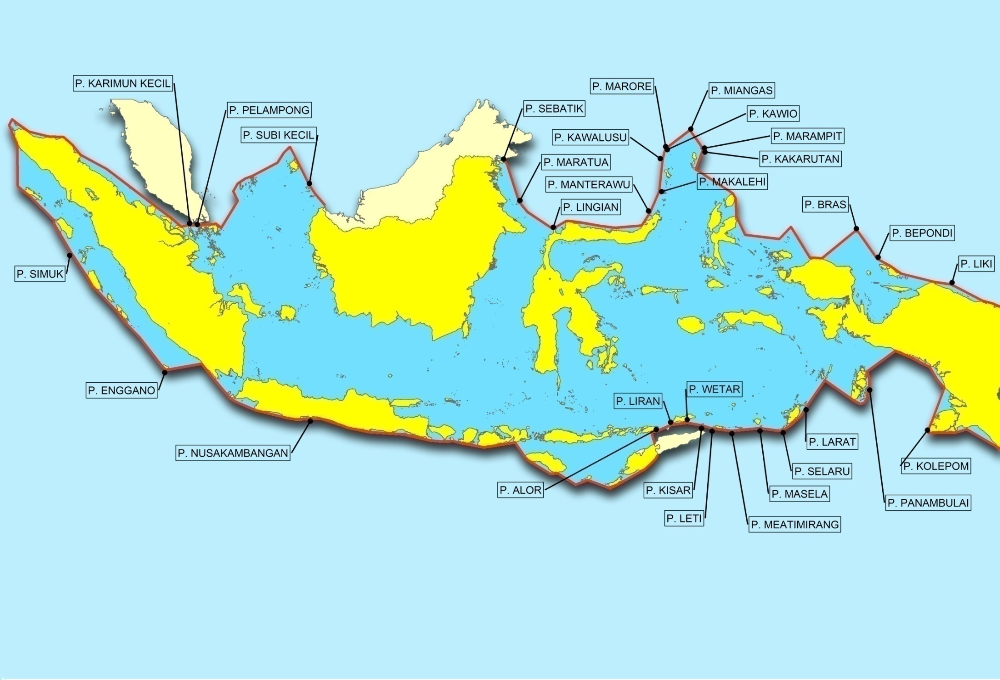 P. KARIMUN KECIL
P. MARORE
P. MIANGAS
P. PELAMPONG
P. SEBATIK
P. KAWIO
P. SUBI KECIL
P. KAWALUSU
P. MARAMPIT
P. MARATUA
P. KAKARUTAN
P. MANTERAWU
P. MAKALEHI
P. LINGIAN
P. BRAS
P. BEPONDI
P. LIKI
P. SIMUK
P. ENGGANO
P. WETAR
P. LIRAN
P. NUSAKAMBANGAN
P. LARAT
P. KOLEPOM
P. SELARU
P. ALOR
P. KISAR
P. MASELA
P. PANAMBULAI
P. LETI
P. MEATIMIRANG